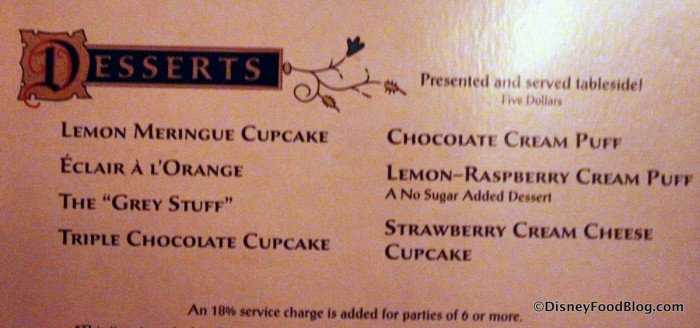 DESSERTS
Presented and served tableside!
Five Dollars
LEMON MERINGUE CUPCAKE
ÉCLAIR À L'ORANGE
THE "GREY STUFF"
TRIPLE CHOCOLATE CUPCAKE
CHOCOLATE CREAM PUFF
LEMON–RASPBERRY CREAM PUFF
A No Sugar Added Dessert
STRAWBERRY CREAM CHEESE
CUPCAKE
An 18% service charge is added for parties of 6 or more.
©DisneyFoodBlog.com